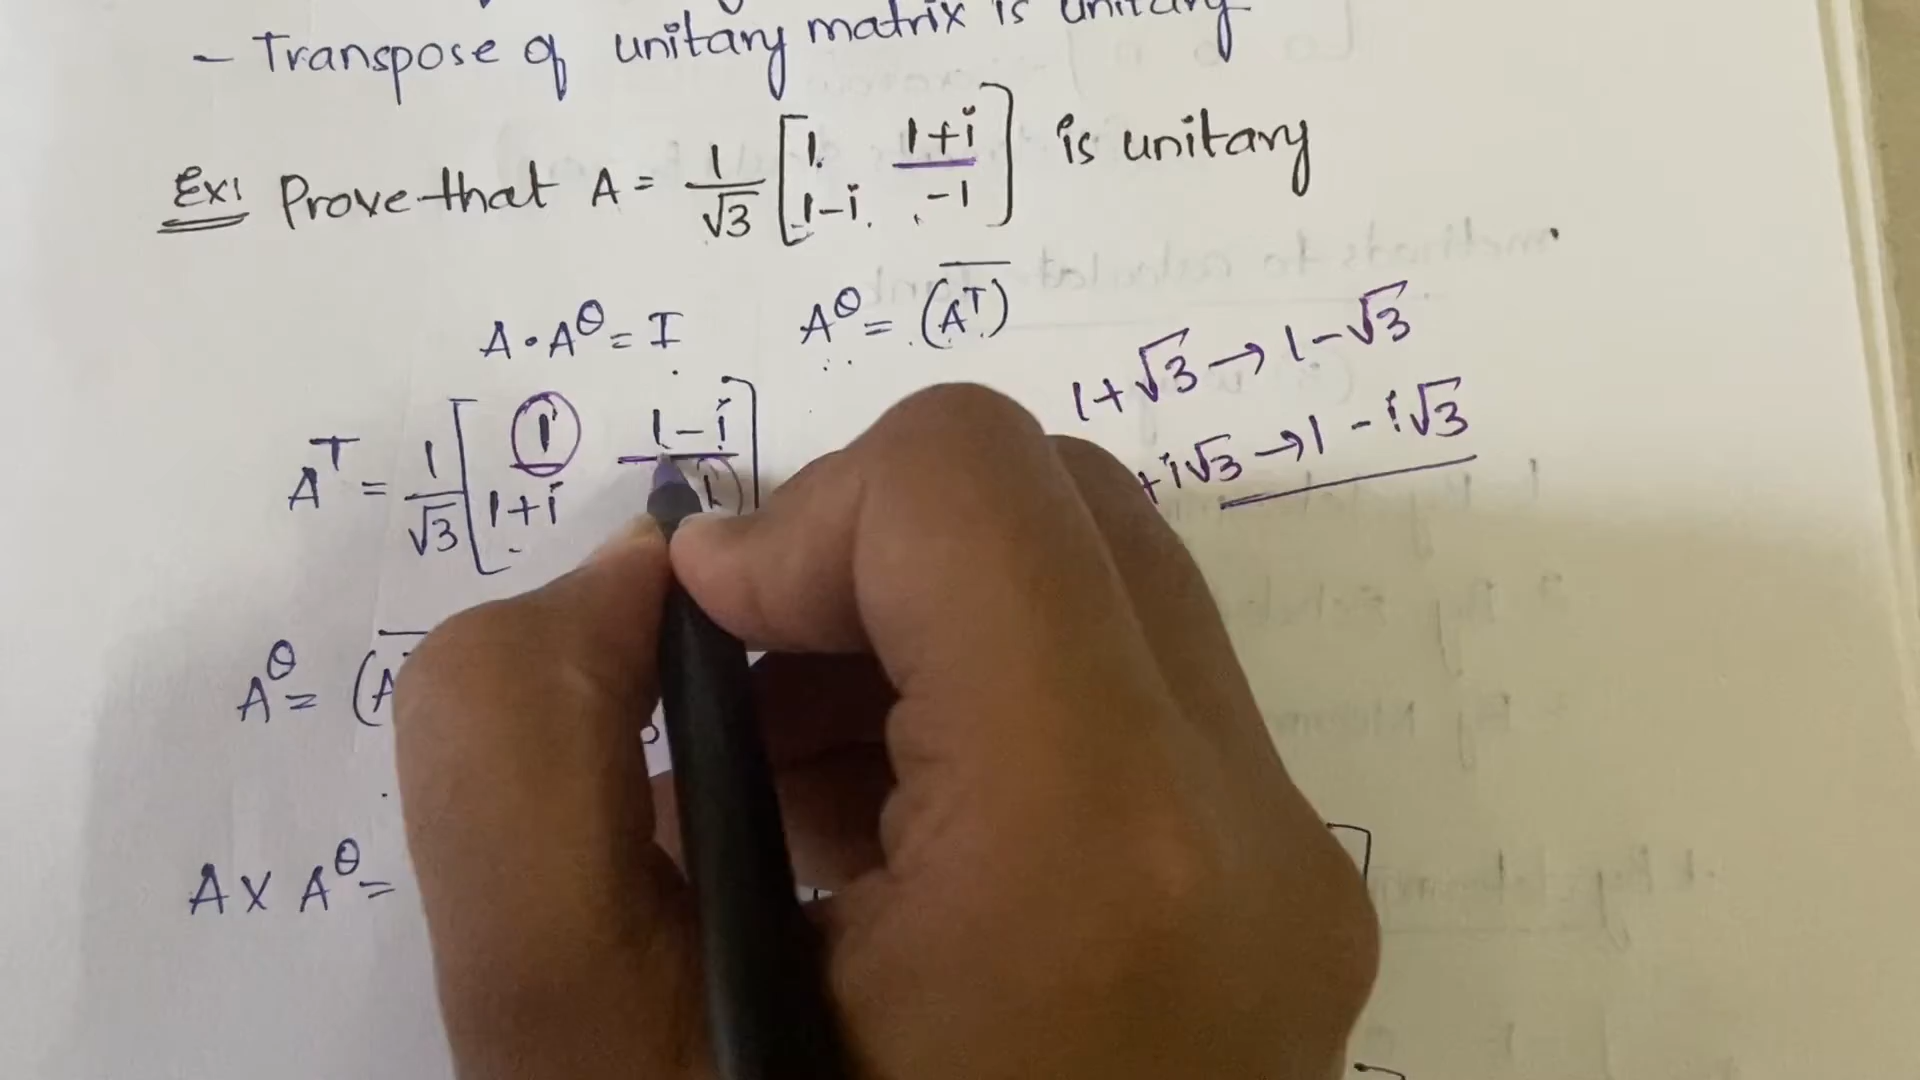 - Transpose of unitary matrix is unitary
Ex: Prove that A = 1/√3 [1 1+i; 1-i -1] is unitary
A · A^θ = I A^θ = \overline{(A^T)}
1+√3 → 1-√3
+i√3 → 1-i√3
A^T = 1/√3 [1 1-i; 1+i
A^θ = (A
A X A^θ =